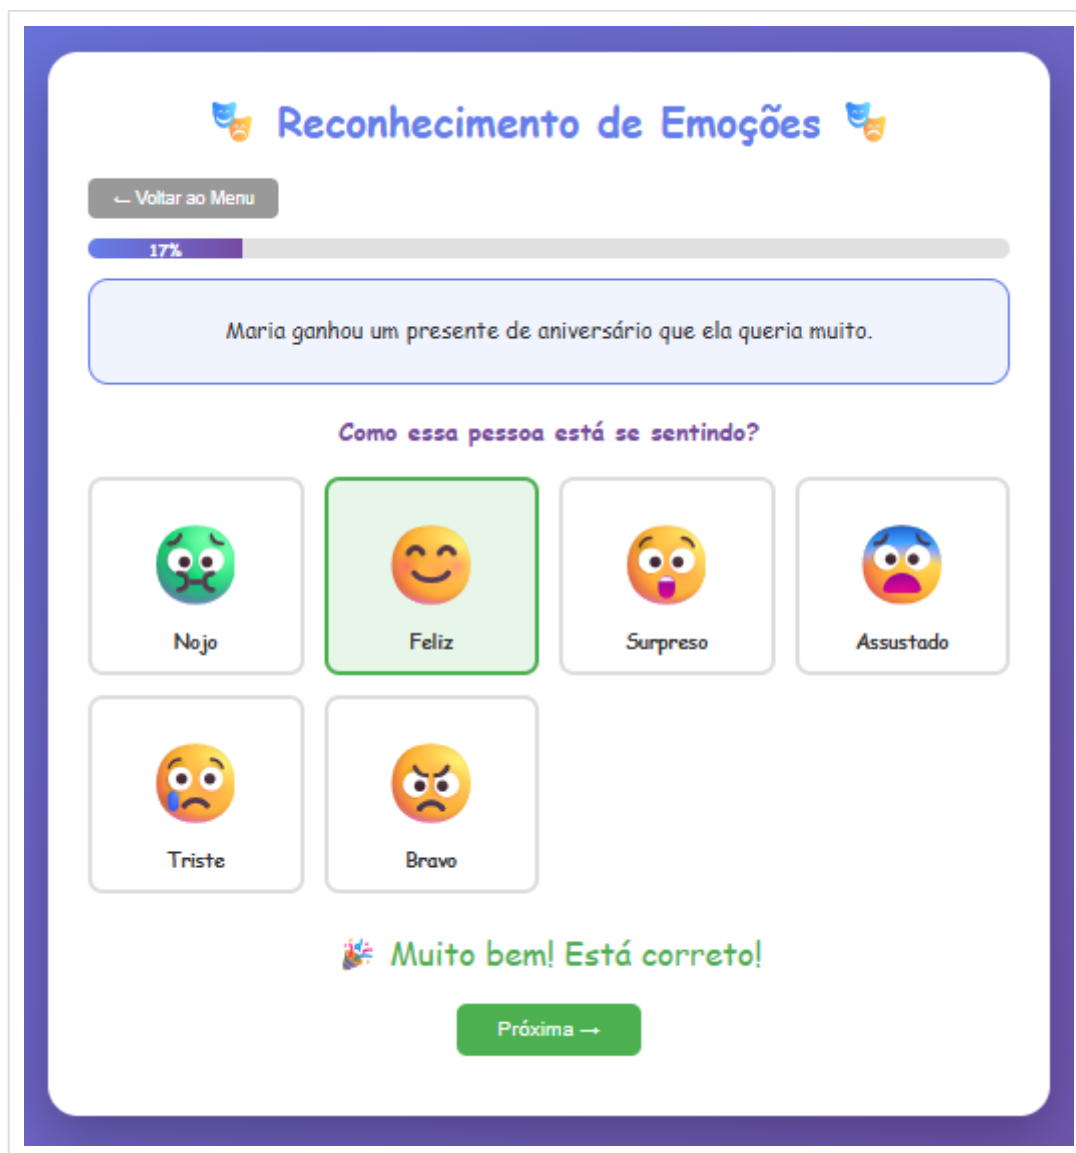 Reconhecimento de Emoções
← Voltar ao Menu
17%
Maria ganhou um presente de aniversário que ela queria muito.
Como essa pessoa está se sentindo?
Nojo
Feliz
Surpreso
Assustado
Triste
Bravo
Muito bem! Está correto!
Próxima →